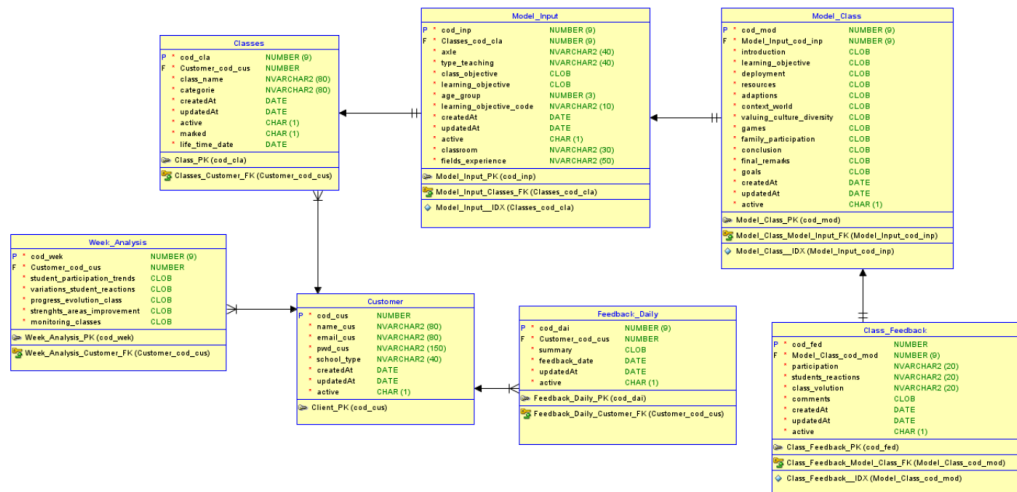 Model_Input
P * cod_inp NUMBER (9)
F * Classes_cod_cla NUMBER (9)
* axle NVARCHAR2 (40)
* type_teaching NVARCHAR2 (40)
* class_objective CLOB
* learning_objective CLOB
* age_group NUMBER (3)
* learning_objective_code NVARCHAR2 (10)
* createdAt DATE
* updatedAt DATE
* active CHAR (1)
* classroom NVARCHAR2 (30)
* fields_experience NVARCHAR2 (50)
Model_Input_PK (cod_inp)
Model_Input_Classes_FK (Classes_cod_cla)
Model_Input__IDX (Classes_cod_cla)
Model_Class
P * cod_mod NUMBER (9)
F * Model_Input_cod_inp NUMBER (9)
* introduction CLOB
* learning_objective CLOB
* deployment CLOB
* resources CLOB
* adaptions CLOB
* context_world CLOB
* valuing_culture_diversity CLOB
* games CLOB
* family_participation CLOB
* conclusion CLOB
* final_remarks CLOB
* goals CLOB
* createdAt DATE
* updatedAt DATE
* active CHAR (1)
Model_Class_PK (cod_mod)
Model_Class_Model_Input_FK (Model_Input_cod_inp)
Model_Class__IDX (Model_Input_cod_inp)
Classes
P * cod_cla NUMBER (9)
F * Customer_cod_cus NUMBER
* class_name NVARCHAR2 (80)
* categorie NVARCHAR2 (80)
* createdAt DATE
* updatedAt DATE
* active CHAR (1)
* marked CHAR (1)
* life_time_date DATE
Class_PK (cod_cla)
Classes_Customer_FK (Customer_cod_cus)
Week_Analysis
P * cod_wek NUMBER (9)
F * Customer_cod_cus NUMBER
* student_participation_trends CLOB
* variations_student_reactions CLOB
* progress_evolution_class CLOB
* strenghts_areas_improvement CLOB
* monitoring_classes CLOB
Week_Analysis_PK (cod_wek)
Week_Analysis_Customer_FK (Customer_cod_cus)
Customer
P * cod_cus NUMBER
* name_cus NVARCHAR2 (80)
* email_cus NVARCHAR2 (80)
* pwd_cus NVARCHAR2 (150)
* school_type NVARCHAR2 (40)
* createdAt DATE
* updatedAt DATE
* active CHAR (1)
Client_PK (cod_cus)
Feedback_Daily
P * cod_dai NUMBER (9)
F * Customer_cod_cus NUMBER
* summary CLOB
* feedback_date DATE
* updatedAt DATE
* active CHAR (1)
Feedback_Daily_PK (cod_dai)
Feedback_Daily_Customer_FK (Customer_cod_cus)
Class_Feedback
P * cod_fed NUMBER
F * Model_Class_cod_mod NUMBER (9)
* participation NVARCHAR2 (20)
* students_reactions NVARCHAR2 (20)
* class_volution NVARCHAR2 (20)
* comments CLOB
* createdAt DATE
* updatedAt DATE
* active CHAR (1)
Class_Feedback_PK (cod_fed)
Class_Feedback_Model_Class_FK (Model_Class_cod_mod)
Class_Feedback__IDX (Model_Class_cod_mod)